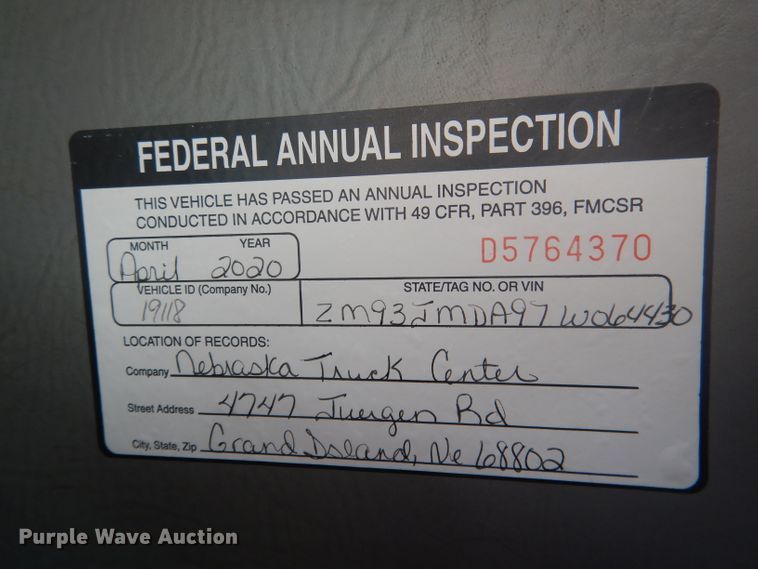 FEDERAL ANNUAL INSPECTION
THIS VEHICLE HAS PASSED AN ANNUAL INSPECTION
CONDUCTED IN ACCORDANCE WITH 49 CFR, PART 396, FMCSR
MONTH YEAR
April 2020
D5764370
VEHICLE ID (Company No.) STATE/TAG NO. OR VIN
19118 2M93JMDA97W064430
LOCATION OF RECORDS:
Company Nebraska Truck Center
Street Address 4747 Juergen Rd
City, State, Zip Grand Island, Ne 68802
Purple Wave Auction